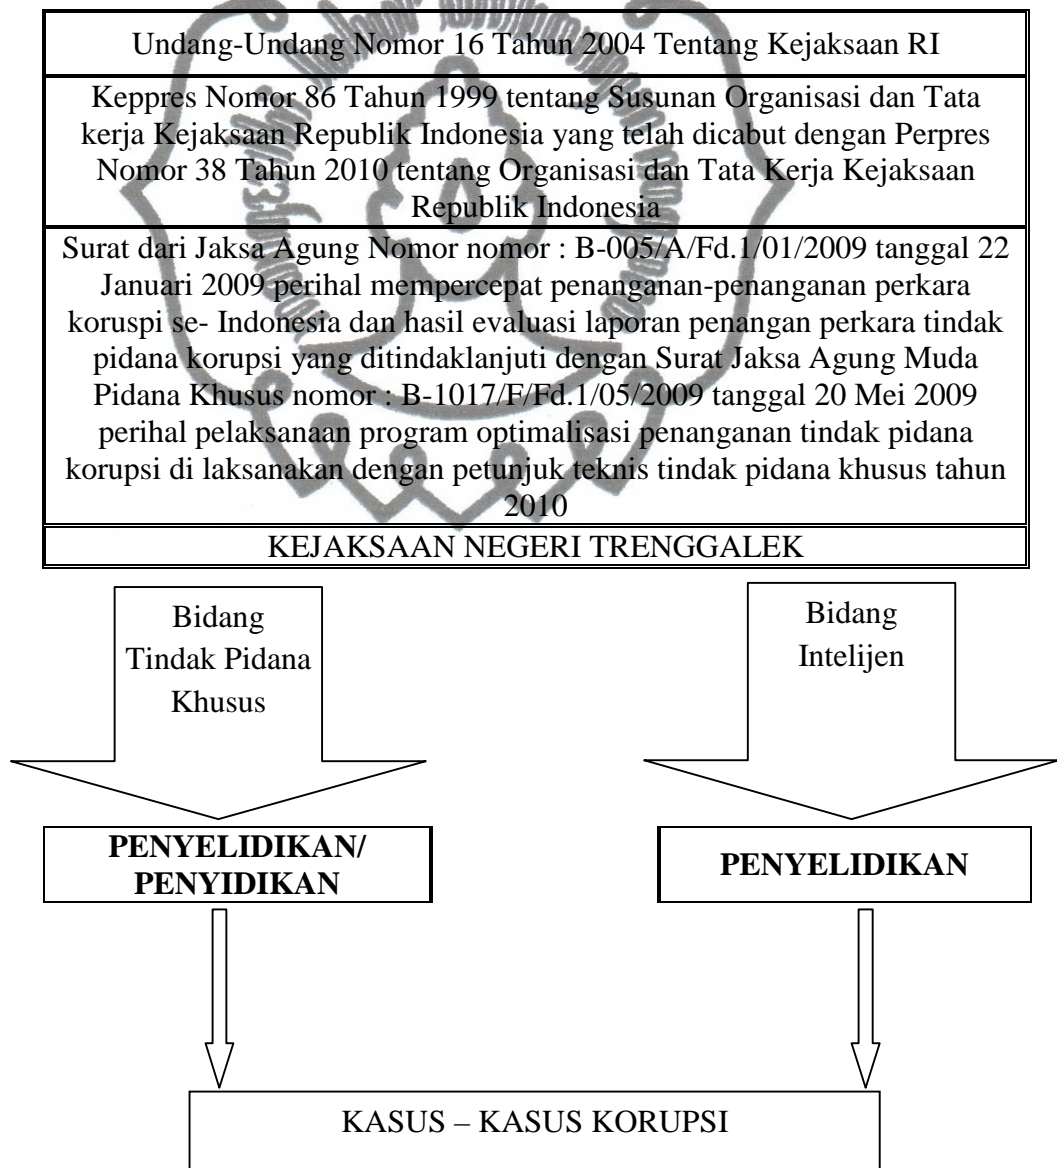 Undang-Undang Nomor 16 Tahun 2004 Tentang Kejaksaan RI
Keppres Nomor 86 Tahun 1999 tentang Susunan Organisasi dan Tata
kerja Kejaksaan Republik Indonesia yang telah dicabut dengan Perpres
Nomor 38 Tahun 2010 tentang Organisasi dan Tata Kerja Kejaksaan
Republik Indonesia
Surat dari Jaksa Agung Nomor nomor : B-005/A/Fd.1/01/2009 tanggal 22
Januari 2009 perihal mempercepat penanganan-penanganan perkara
koruspi se- Indonesia dan hasil evaluasi laporan penangan perkara tindak
pidana korupsi yang ditindaklanjuti dengan Surat Jaksa Agung Muda
Pidana Khusus nomor : B-1017/F/Fd.1/05/2009 tanggal 20 Mei 2009
perihal pelaksanaan program optimalisasi penanganan tindak pidana
korupsi di laksanakan dengan petunjuk teknis tindak pidana khusus tahun
2010
KEJAKSAAN NEGERI TRENGGALEK
Bidang
Tindak Pidana
Khusus
Bidang
Intelijen
PENYELIDIKAN/
PENYIDIKAN
PENYELIDIKAN
KASUS – KASUS KORUPSI